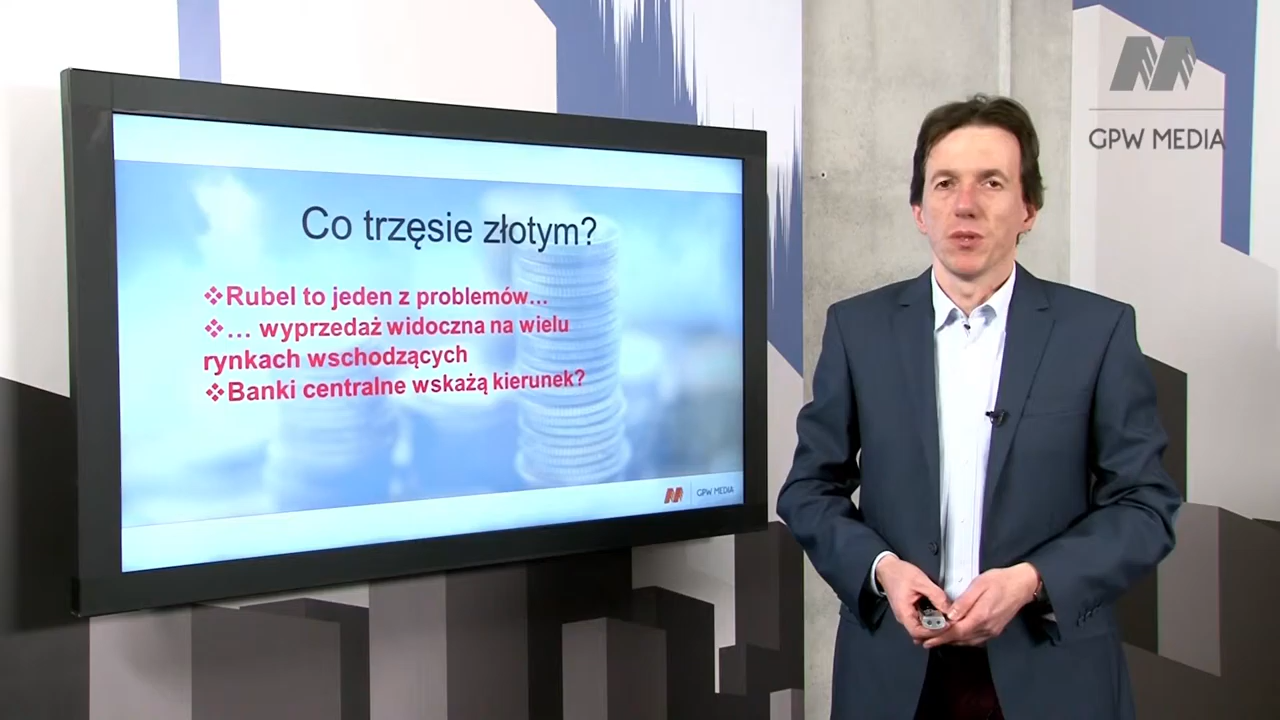 GPW MEDIA
Co trzęsie złotym?
❖Rubel to jeden z problemów...
❖... wyprzedaż widoczna na wielu
rynkach wschodzących
❖Banki centralne wskażą kierunek?
GPW MEDIA